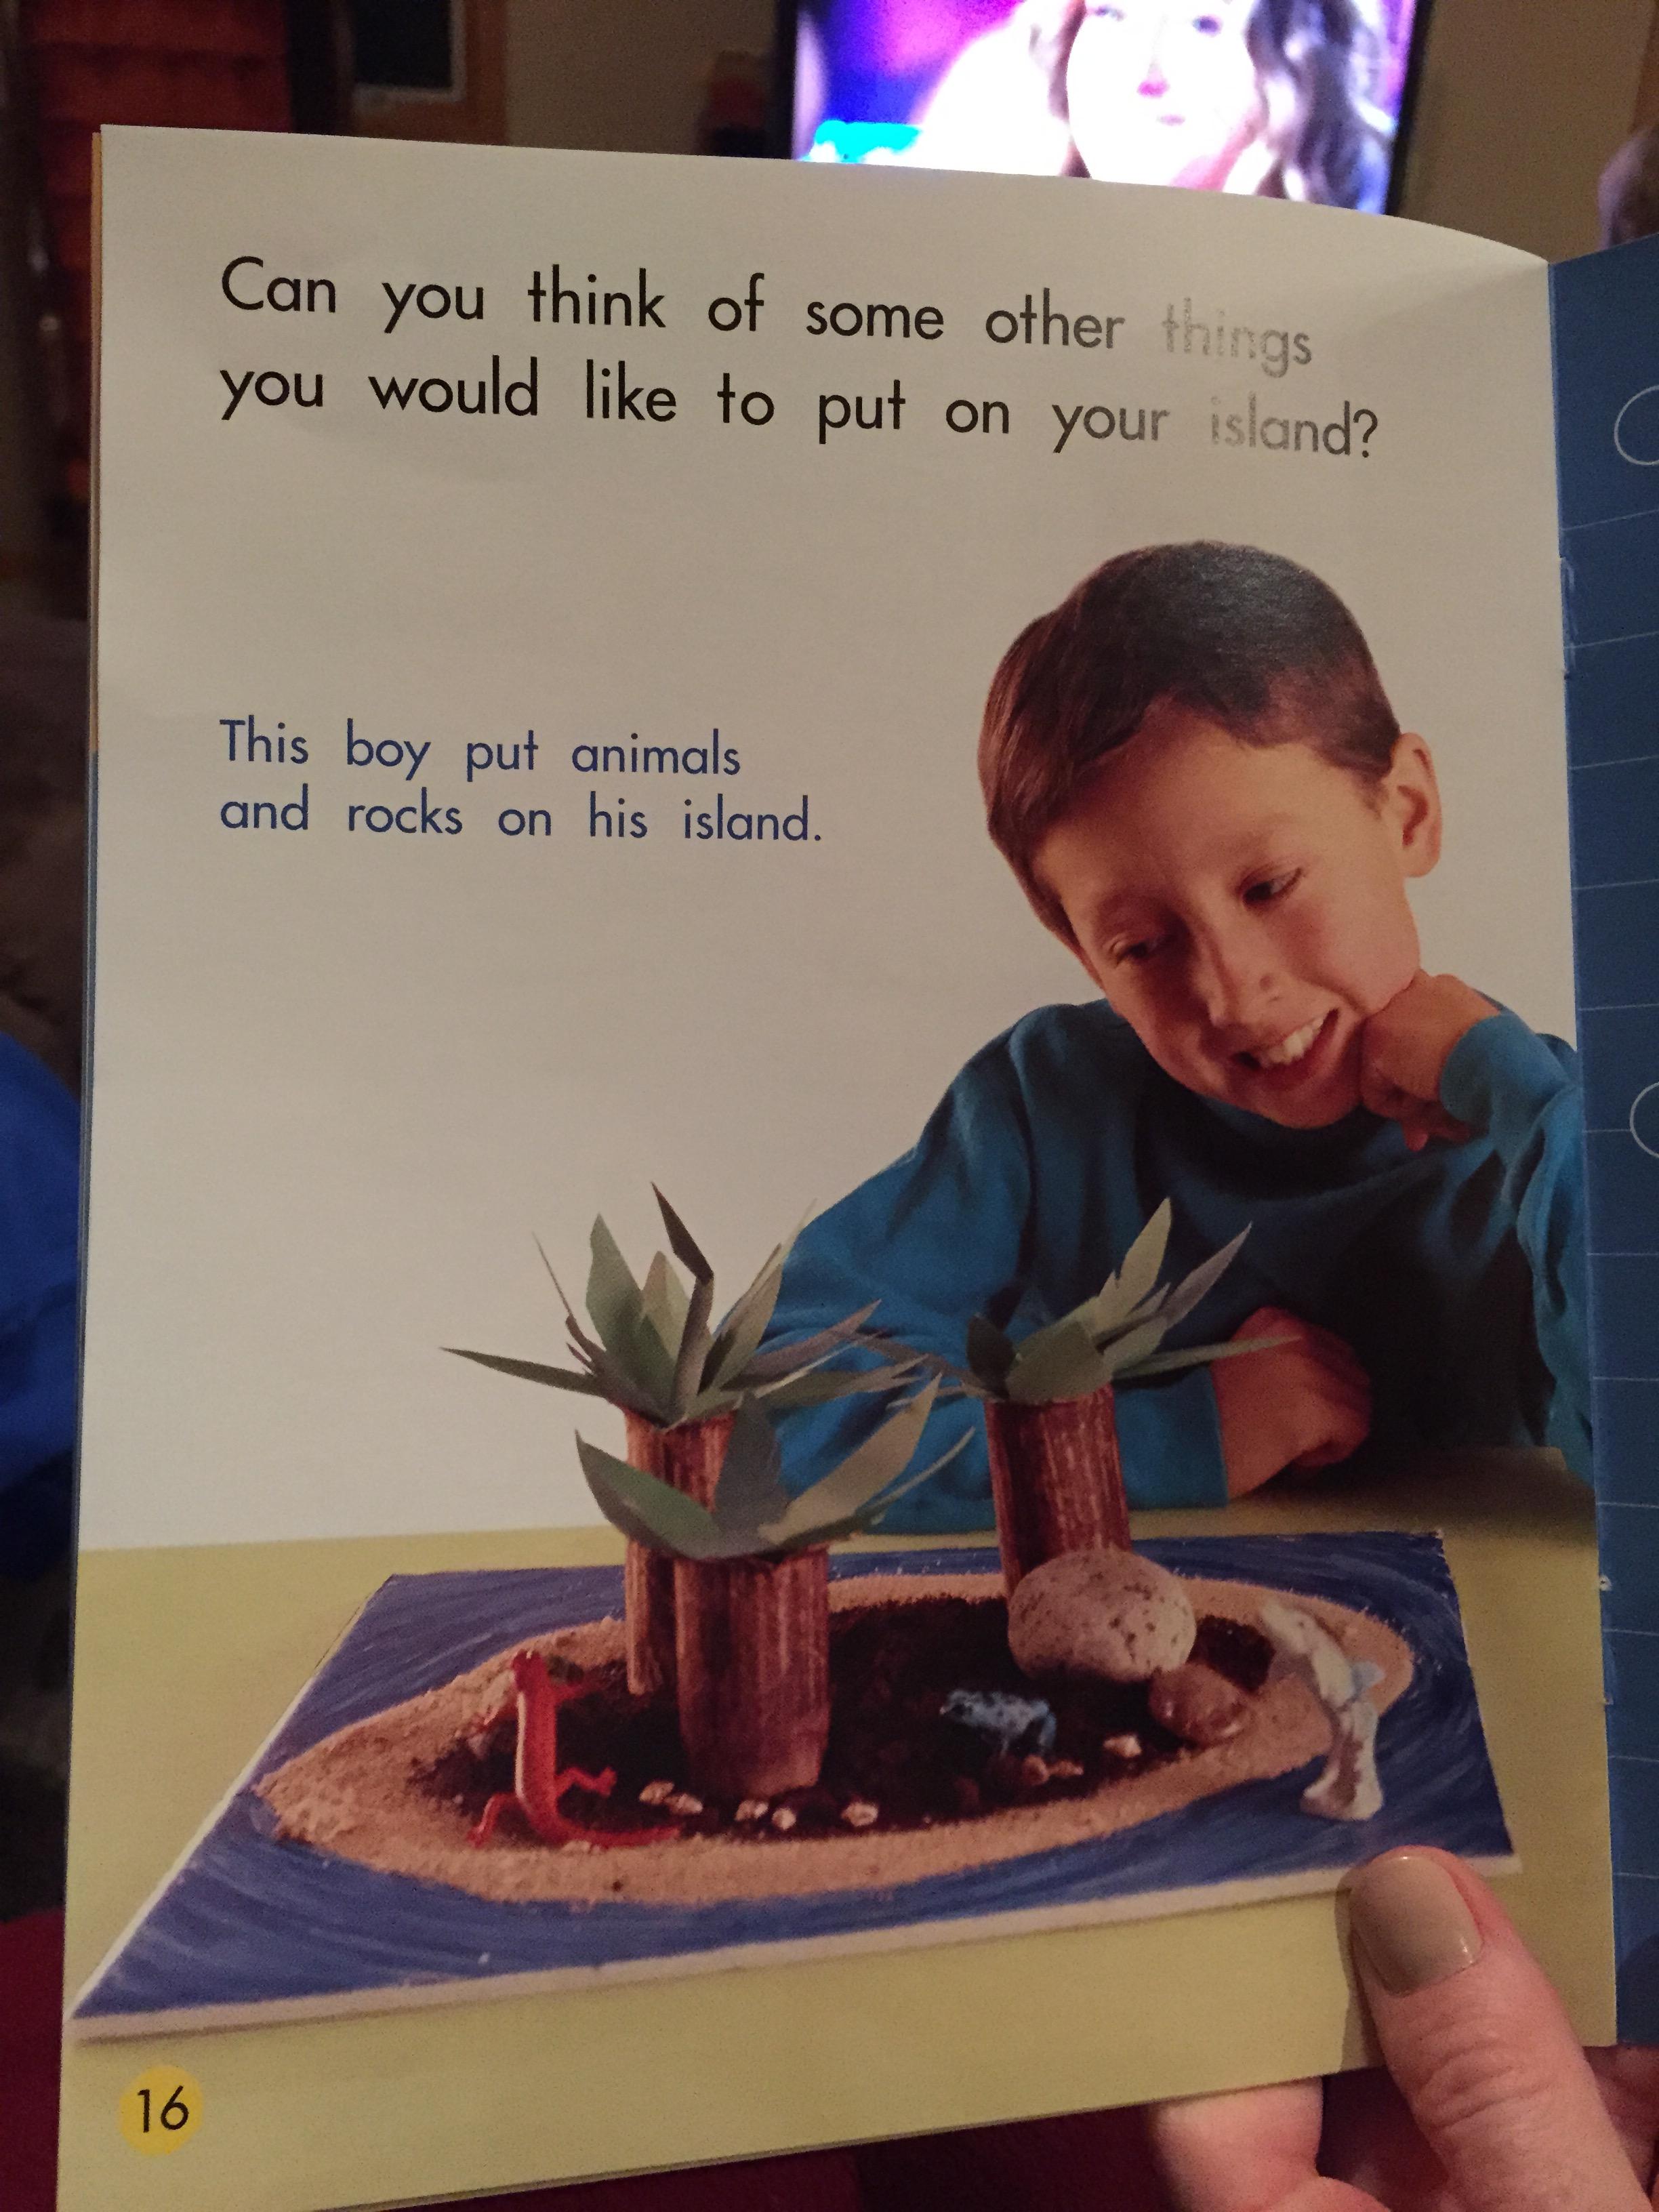 Can you think of some other things
you would like to put on your island?
This boy put animals
and rocks on his island.
16